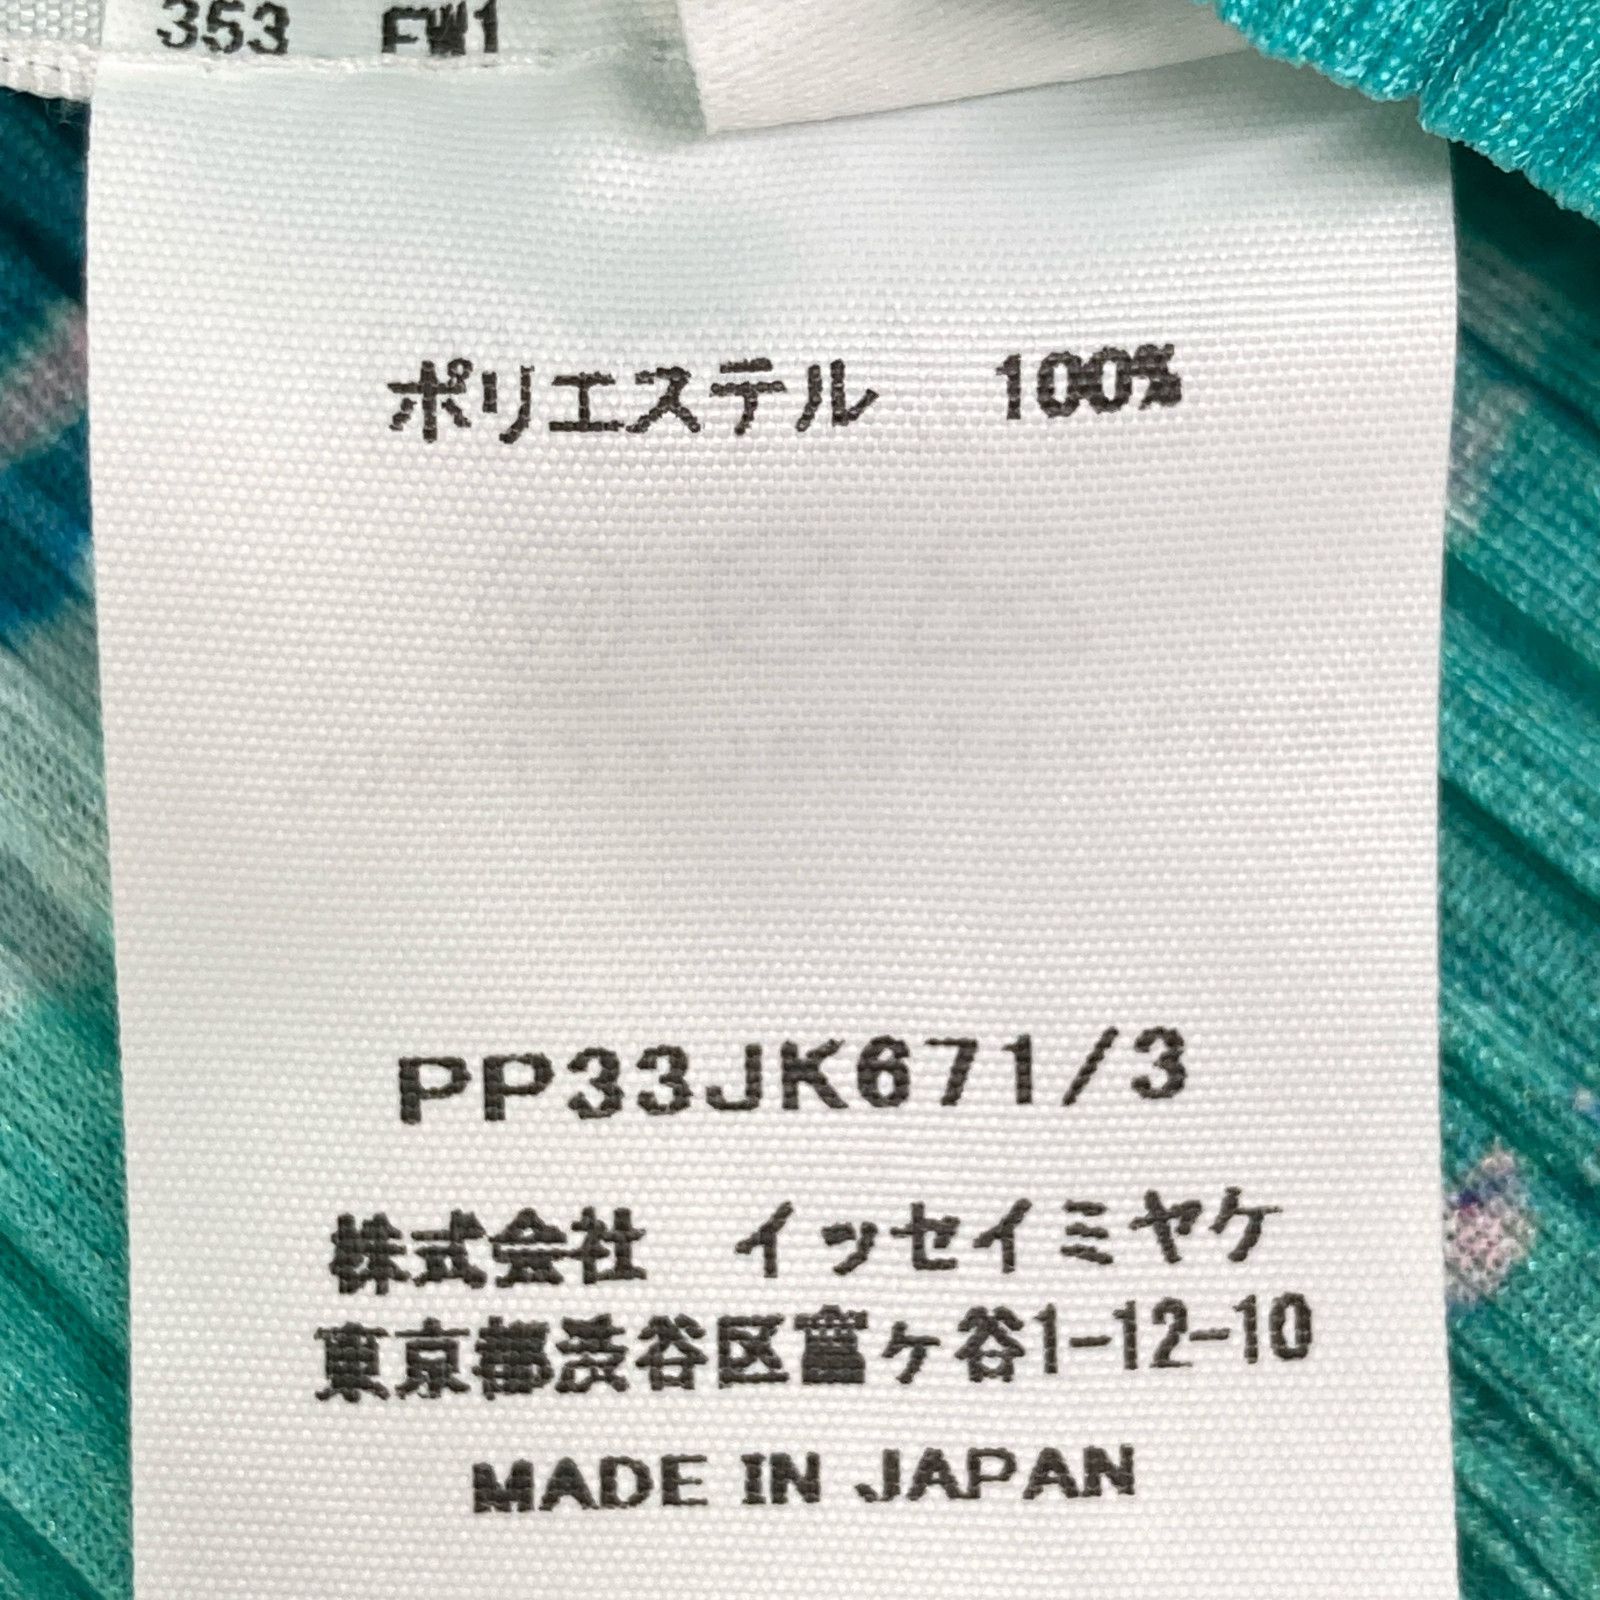 353 FW1
ポリエステル 100%
PP33JK671/3
株式会社 イッセイミヤケ
東京都渋谷区富ヶ谷1-12-10
MADE IN JAPAN